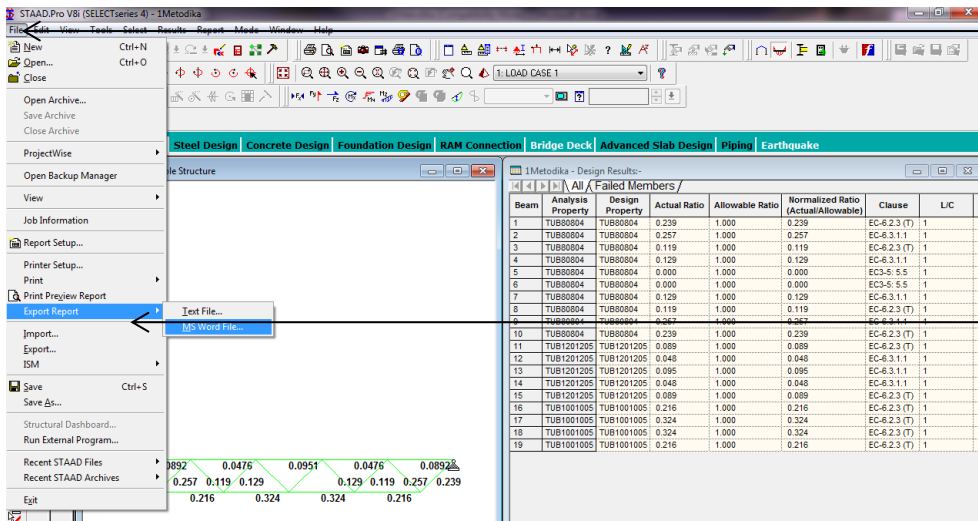 STAAD.Pro V8i (SELECTseries 4) - 1Metodika
File Edit View Tools Select Results Report Mode Window Help
1: LOAD CASE 1
Steel Design Concrete Design Foundation Design RAM Connection Bridge Deck Advanced Slab Design Piping Earthquake
New Ctrl+N
Open... Ctrl+O
Close
Open Archive...
Save Archive
Close Archive
ProjectWise
Open Backup Manager
View
Job Information
Report Setup...
Printer Setup...
Print
Print Preview Report
Export Report
Text File...
MS Word File...
Import...
Export...
ISM
Save Ctrl+S
Save As...
Structural Dashboard...
Run External Program...
Recent STAAD Files
Recent STAAD Archives
Exit
le Structure
0892 0.0476 0.0951 0.0476 0.0892
0.257 0.119 0.129 0.129 0.119 0.257 0.239
0.216 0.324 0.324 0.216
1Metodika - Design Results:-
All Failed Members
Beam Analysis Property Design Property Actual Ratio Allowable Ratio Normalized Ratio (Actual/Allowable) Clause L/C
1 TUB80804 TUB80804 0.239 1.000 0.239 EC-6.2.3 (T) 1
2 TUB80804 TUB80804 0.257 1.000 0.257 EC-6.3.1.1 1
3 TUB80804 TUB80804 0.119 1.000 0.119 EC-6.2.3 (T) 1
4 TUB80804 TUB80804 0.129 1.000 0.129 EC-6.3.1.1 1
5 TUB80804 TUB80804 0.000 1.000 0.000 EC3-5: 5.5 1
6 TUB80804 TUB80804 0.000 1.000 0.000 EC3-5: 5.5 1
7 TUB80804 TUB80804 0.129 1.000 0.129 EC-6.3.1.1 1
8 TUB80804 TUB80804 0.119 1.000 0.119 EC-6.2.3 (T) 1
9 TUB80804 TUB80804 0.257 1.000 0.257 EC-6.3.1.1 1
10 TUB80804 TUB80804 0.239 1.000 0.239 EC-6.2.3 (T) 1
11 TUB1201205 TUB1201205 0.089 1.000 0.089 EC-6.2.3 (T) 1
12 TUB1201205 TUB1201205 0.048 1.000 0.048 EC-6.3.1.1 1
13 TUB1201205 TUB1201205 0.095 1.000 0.095 EC-6.3.1.1 1
14 TUB1201205 TUB1201205 0.048 1.000 0.048 EC-6.3.1.1 1
15 TUB1201205 TUB1201205 0.089 1.000 0.089 EC-6.2.3 (T) 1
16 TUB1001005 TUB1001005 0.216 1.000 0.216 EC-6.2.3 (T) 1
17 TUB1001005 TUB1001005 0.324 1.000 0.324 EC-6.2.3 (T) 1
18 TUB1001005 TUB1001005 0.324 1.000 0.324 EC-6.2.3 (T) 1
19 TUB1001005 TUB1001005 0.216 1.000 0.216 EC-6.2.3 (T) 1